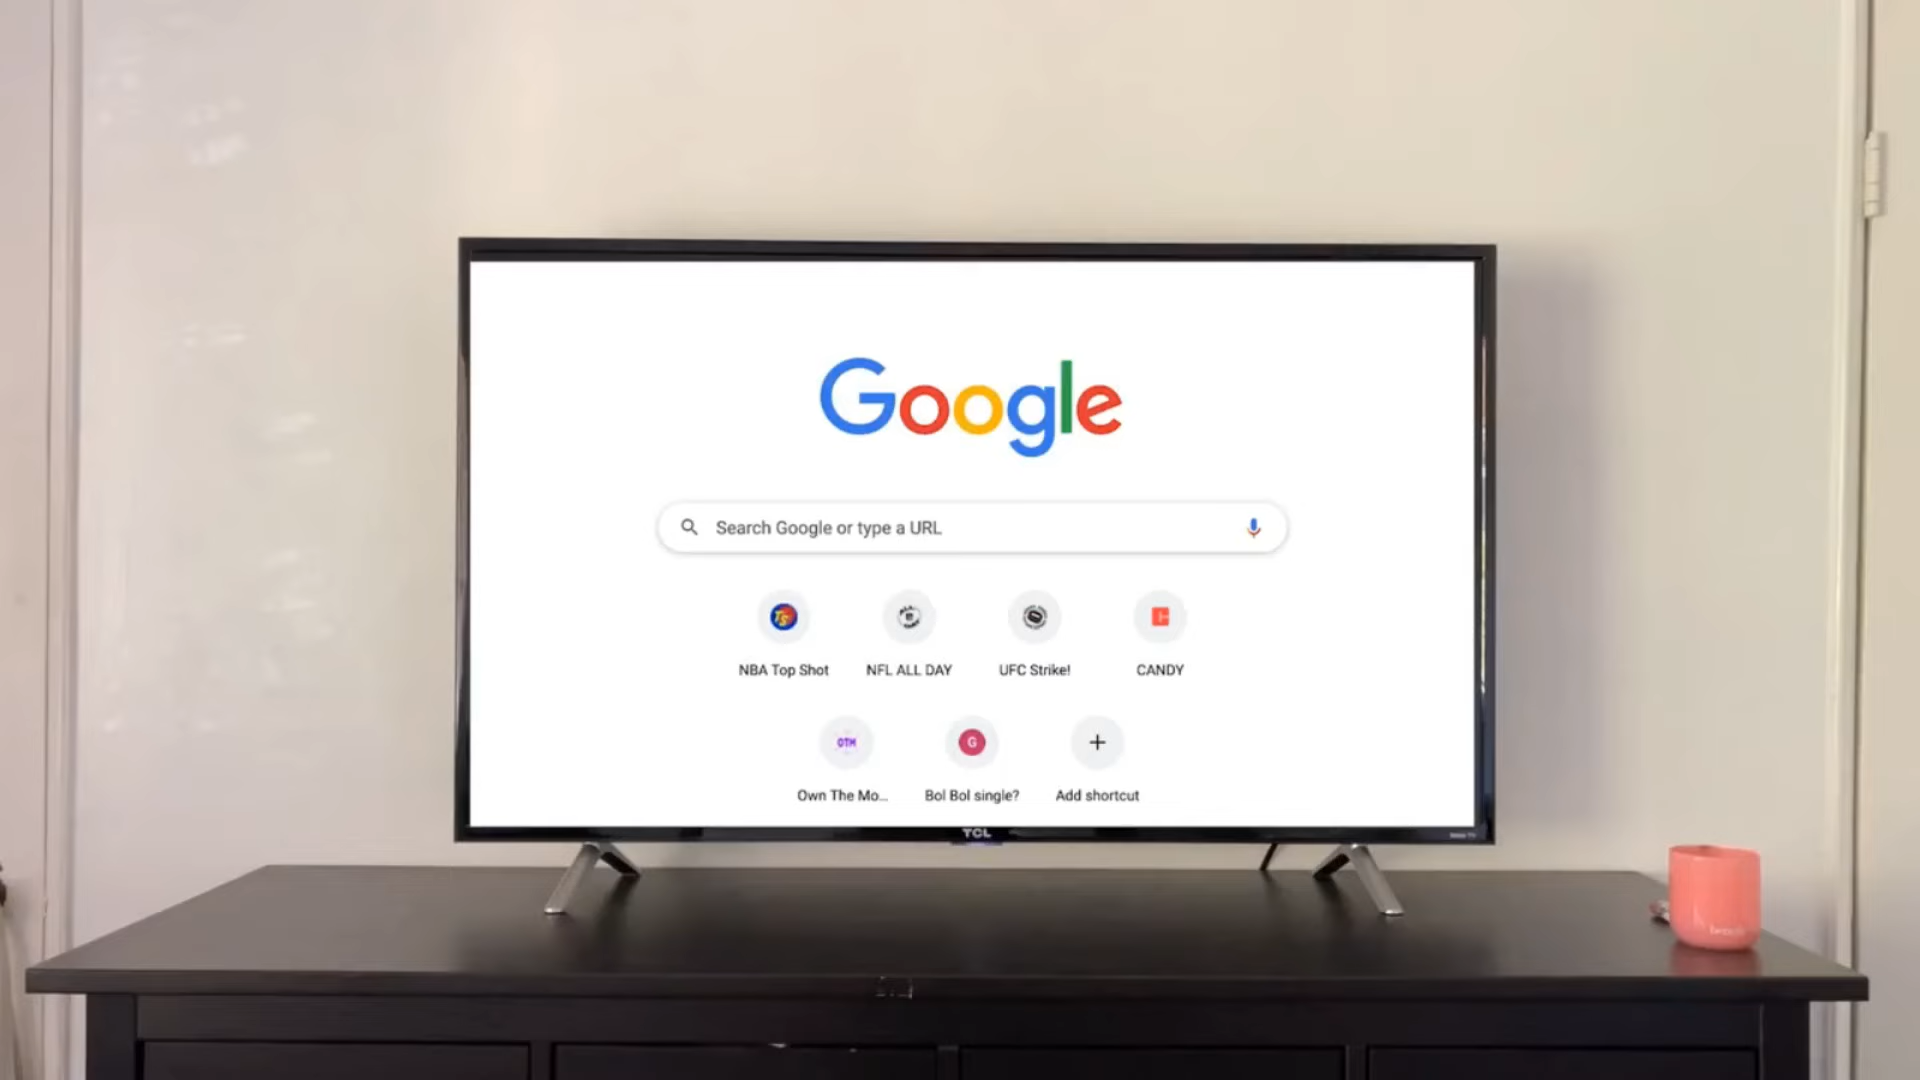 Google
Search Google or type a URL
NBA Top Shot
NFL ALL DAY
UFC Strike!
CANDY
OTM
G
Own The Mo...
Bol Bol single?
Add shortcut
TCL